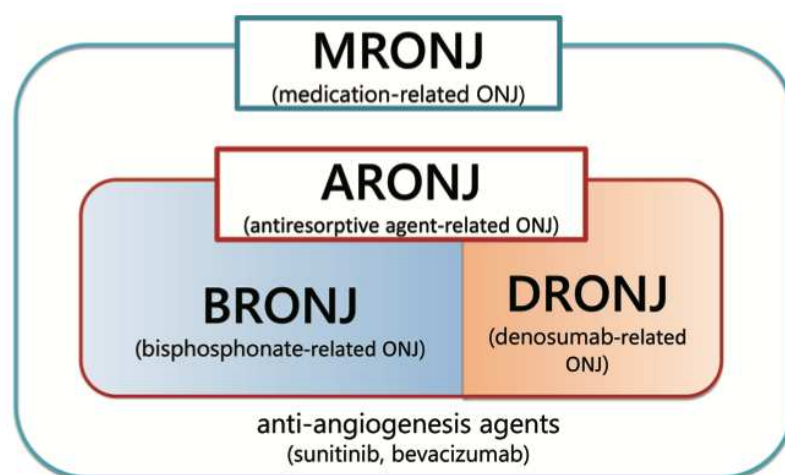 MRONJ
(medication-related ONJ)
ARONJ
(antiresorptive agent-related ONJ)
BRONJ
(bisphosphonate-related ONJ)
DRONJ
(denosumab-related
ONJ)
anti-angiogenesis agents
(sunitinib, bevacizumab)